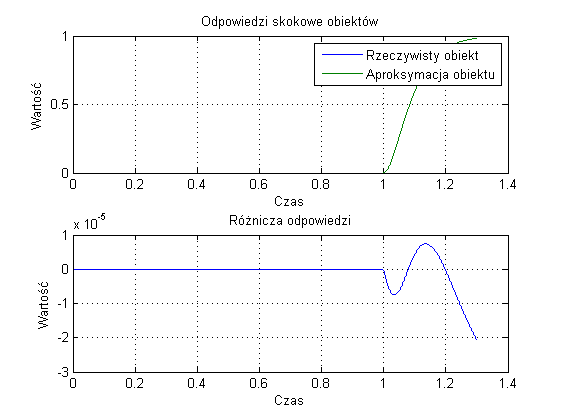 Odpowiedzi skokowe obiektów
1
0.5
0
Wartość
Rzeczywisty obiekt
Aproksymacja obiektu
0 0.2 0.4 0.6 0.8 1 1.2 1.4
Czas
Różnicza odpowiedzi
x 10^-5
1
0
-1
-2
-3
Wartość
0 0.2 0.4 0.6 0.8 1 1.2 1.4
Czas